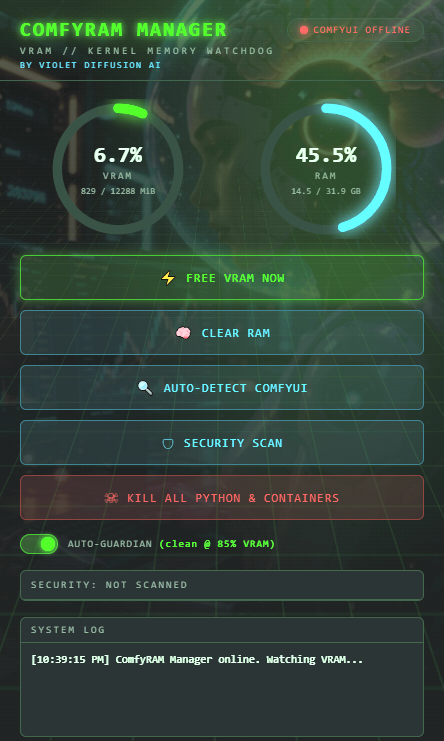 COMFYRAM MANAGER
COMFYUI OFFLINE
VRAM // KERNEL MEMORY WATCHDOG
BY VIOLET DIFFUSION AI
6.7%
VRAM
829 / 12288 MiB
45.5%
RAM
14.5 / 31.9 GB
FREE VRAM NOW
CLEAR RAM
AUTO-DETECT COMFYUI
SECURITY SCAN
KILL ALL PYTHON & CONTAINERS
AUTO-GUARDIAN (clean @ 85% VRAM)
SECURITY: NOT SCANNED
SYSTEM LOG
[10:39:15 PM] ComfyRAM Manager online. Watching VRAM...